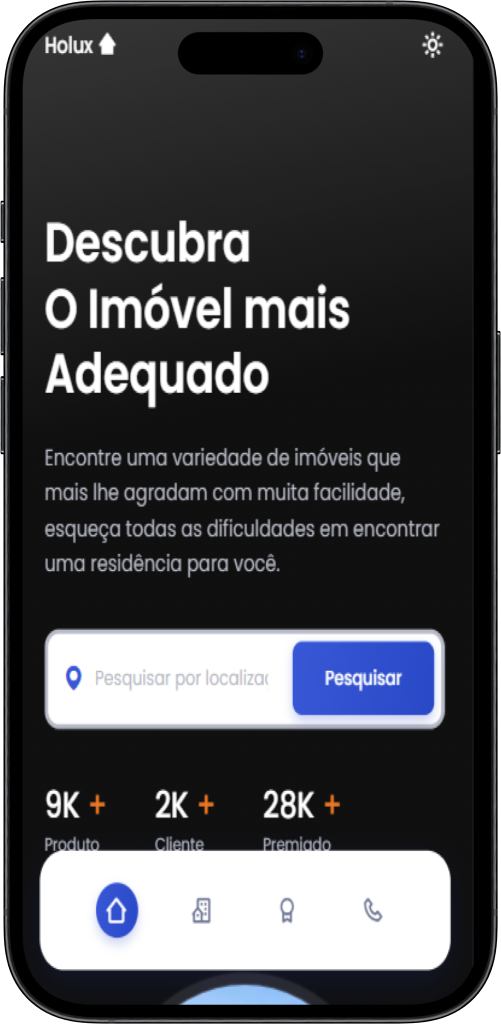 Holux
Descubra
O Imóvel mais
Adequado
Encontre uma variedade de imóveis que
mais lhe agradam com muita facilidade,
esqueça todas as dificuldades em encontrar
uma residência para você.
Pesquisar por localizac
Pesquisar
9K + 2K + 28K +
Produto Cliente Premiado